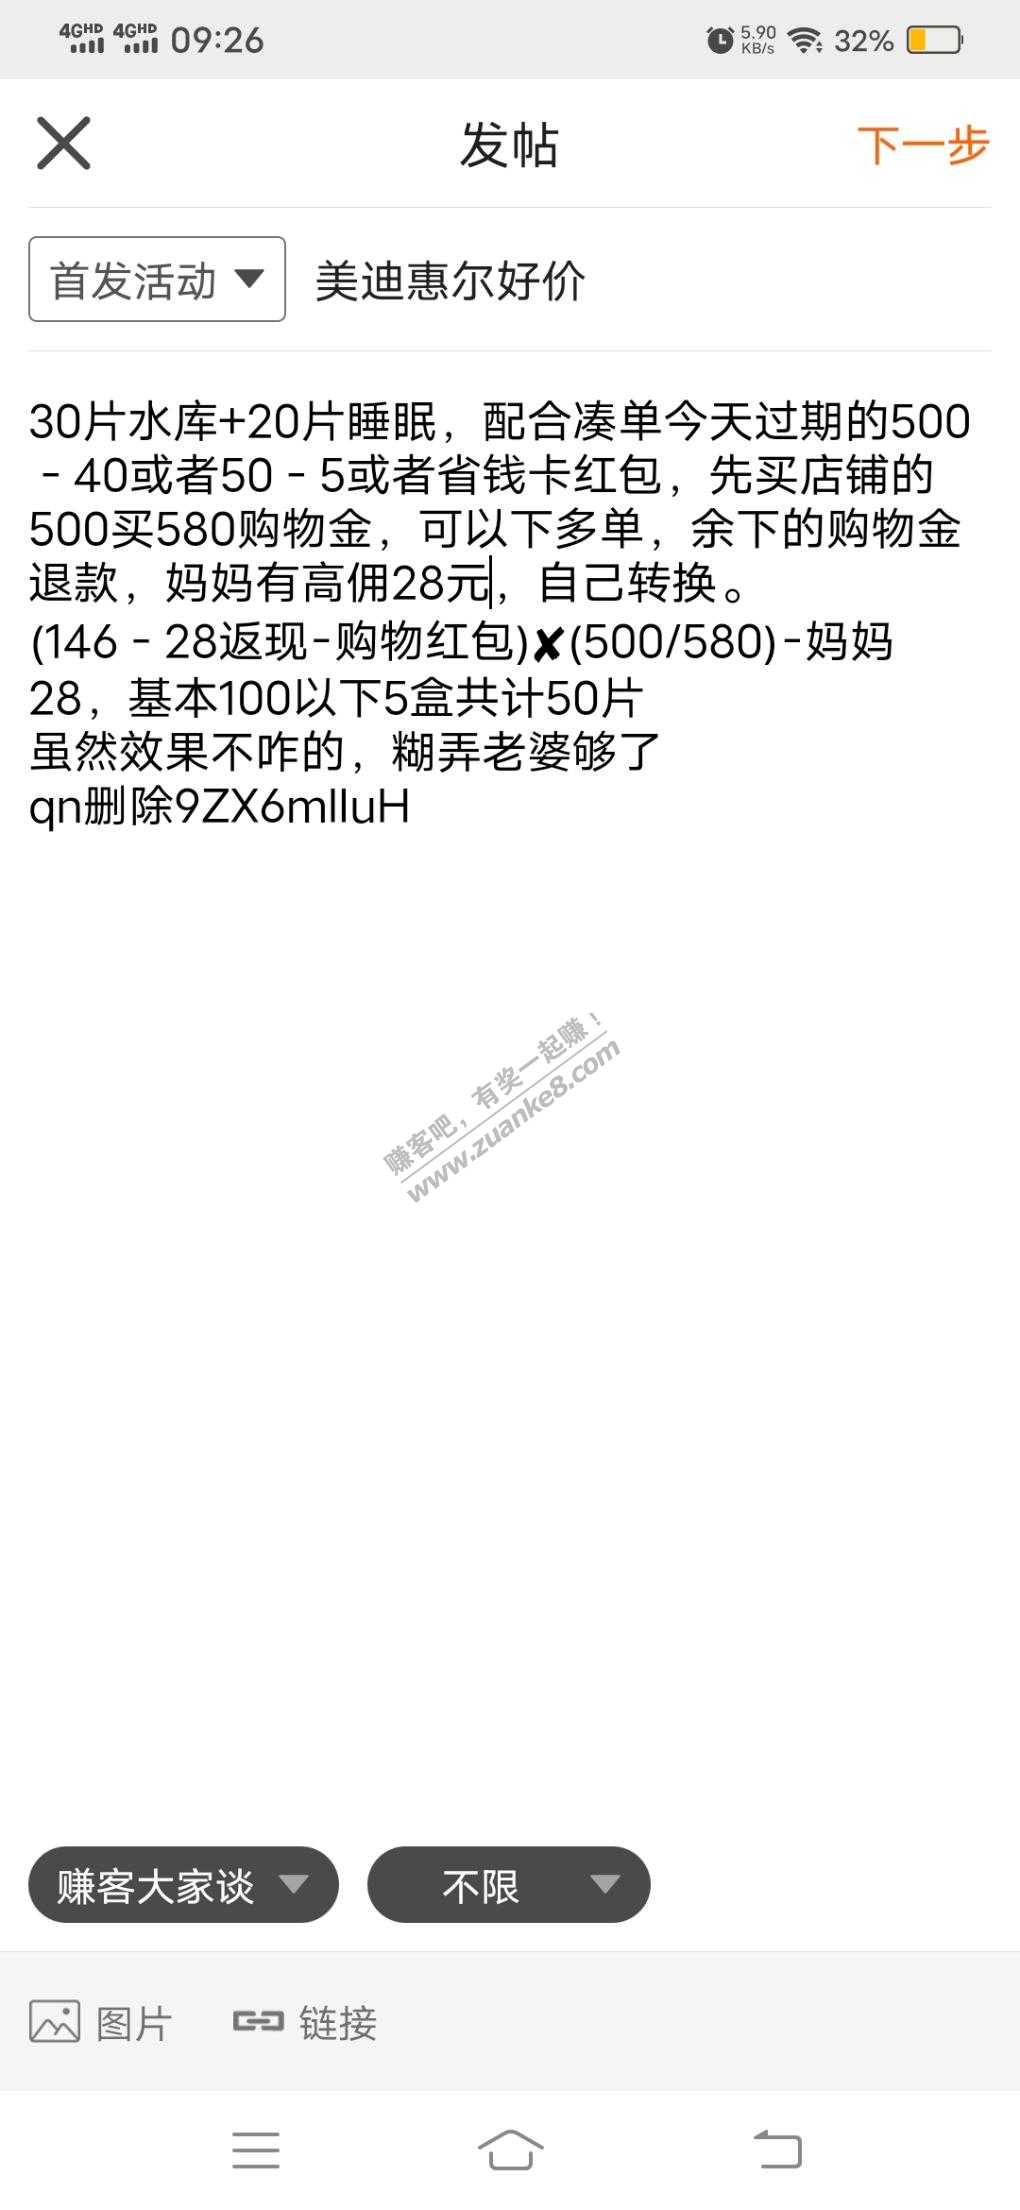 4GHD 4GHD 09:26 5.90 KB/s 32%
发帖 下一步
首发活动 美迪惠尔好价
30片水库+20片睡眠，配合凑单今天过期的500
-40或者50-5或者省钱卡红包，先买店铺的
500买580购物金，可以下多单，余下的购物金
退款，妈妈有高佣28元，自己转换。
(146-28返现-购物红包)✘(500/580)-妈妈
28，基本100以下5盒共计50片
虽然效果不咋的，糊弄老婆够了
qn删除9ZX6mlIuH
赚客吧，有奖一起赚！
www.zuanke8.com
赚客大家谈 不限
图片 链接